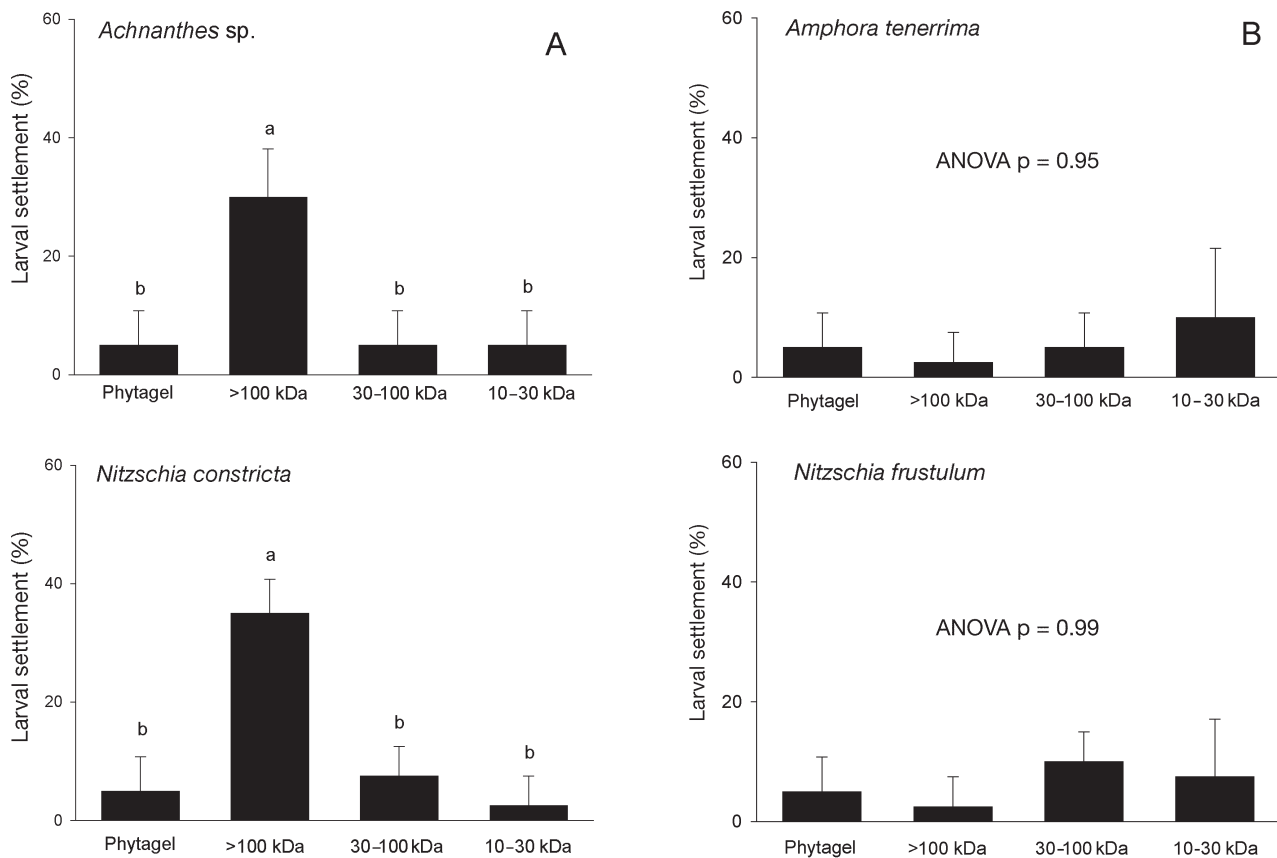 Achnanthes sp.
A
Larval settlement (%)
60
40
20
0
a
b
b
b
Phytagel
>100 kDa
30–100 kDa
10–30 kDa
Amphora tenerrima
B
Larval settlement (%)
60
40
20
0
ANOVA p = 0.95
Phytagel
>100 kDa
30–100 kDa
10–30 kDa
Nitzschia constricta
Larval settlement (%)
60
40
20
0
a
b
b
b
Phytagel
>100 kDa
30–100 kDa
10–30 kDa
Nitzschia frustulum
Larval settlement (%)
60
40
20
0
ANOVA p = 0.99
Phytagel
>100 kDa
30–100 kDa
10–30 kDa